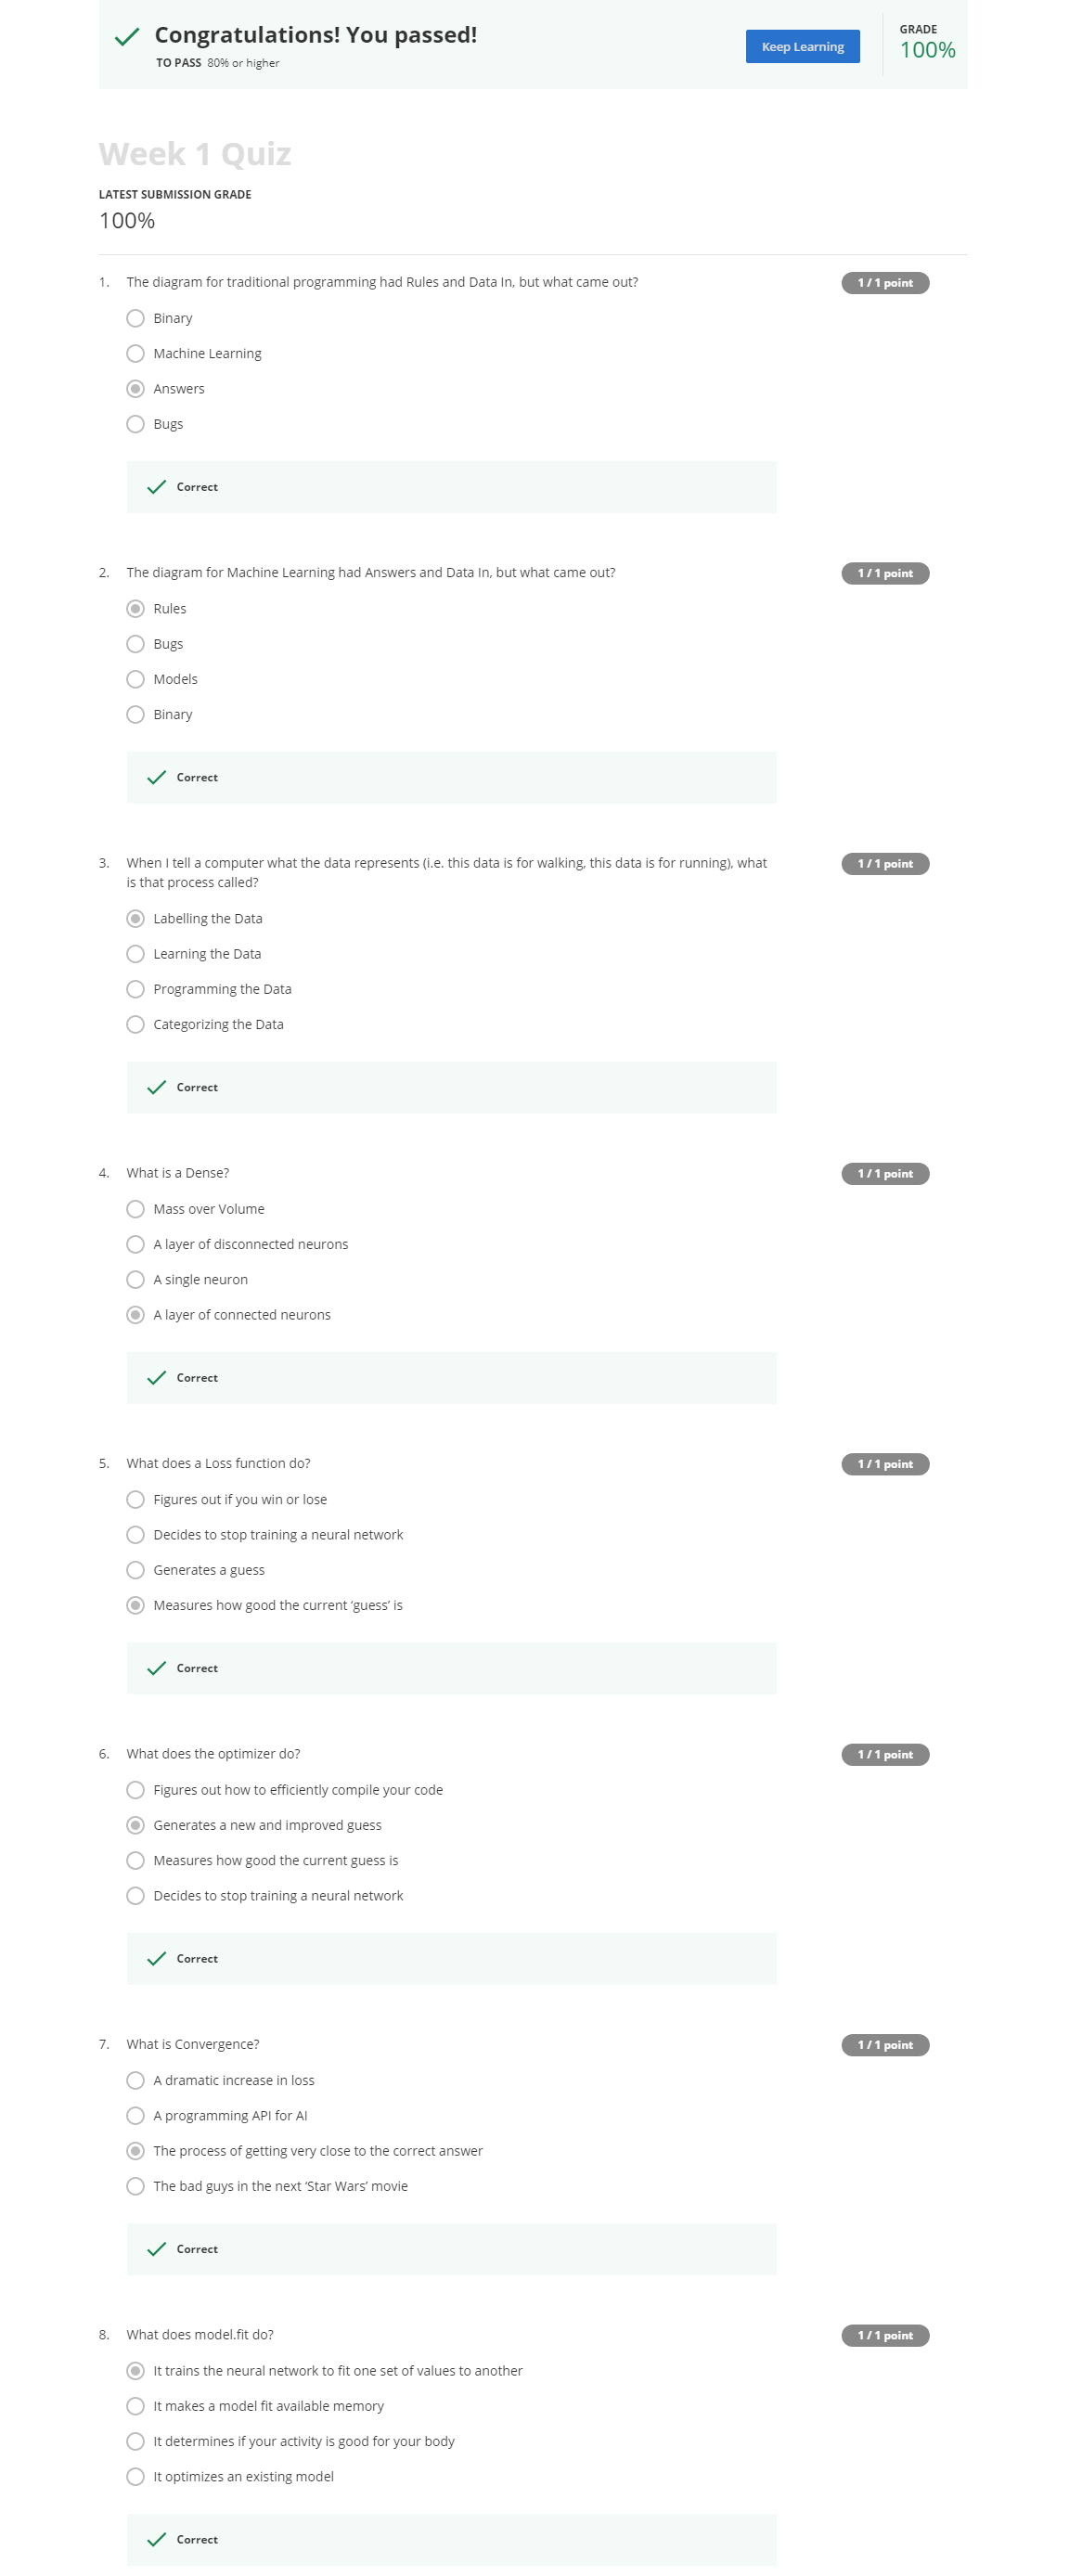 Congratulations! You passed!
TO PASS 80% or higher
Keep Learning
GRADE
100%
Week 1 Quiz
LATEST SUBMISSION GRADE
100%
1. The diagram for traditional programming had Rules and Data In, but what came out?
1 / 1 point
Binary
Machine Learning
Answers
Bugs
Correct
2. The diagram for Machine Learning had Answers and Data In, but what came out?
1 / 1 point
Rules
Bugs
Models
Binary
Correct
3. When I tell a computer what the data represents (i.e. this data is for walking, this data is for running), what
is that process called?
1 / 1 point
Labelling the Data
Learning the Data
Programming the Data
Categorizing the Data
Correct
4. What is a Dense?
1 / 1 point
Mass over Volume
A layer of disconnected neurons
A single neuron
A layer of connected neurons
Correct
5. What does a Loss function do?
1 / 1 point
Figures out if you win or lose
Decides to stop training a neural network
Generates a guess
Measures how good the current ‘guess’ is
Correct
6. What does the optimizer do?
1 / 1 point
Figures out how to efficiently compile your code
Generates a new and improved guess
Measures how good the current guess is
Decides to stop training a neural network
Correct
7. What is Convergence?
1 / 1 point
A dramatic increase in loss
A programming API for AI
The process of getting very close to the correct answer
The bad guys in the next ‘Star Wars’ movie
Correct
8. What does model.fit do?
1 / 1 point
It trains the neural network to fit one set of values to another
It makes a model fit available memory
It determines if your activity is good for your body
It optimizes an existing model
Correct